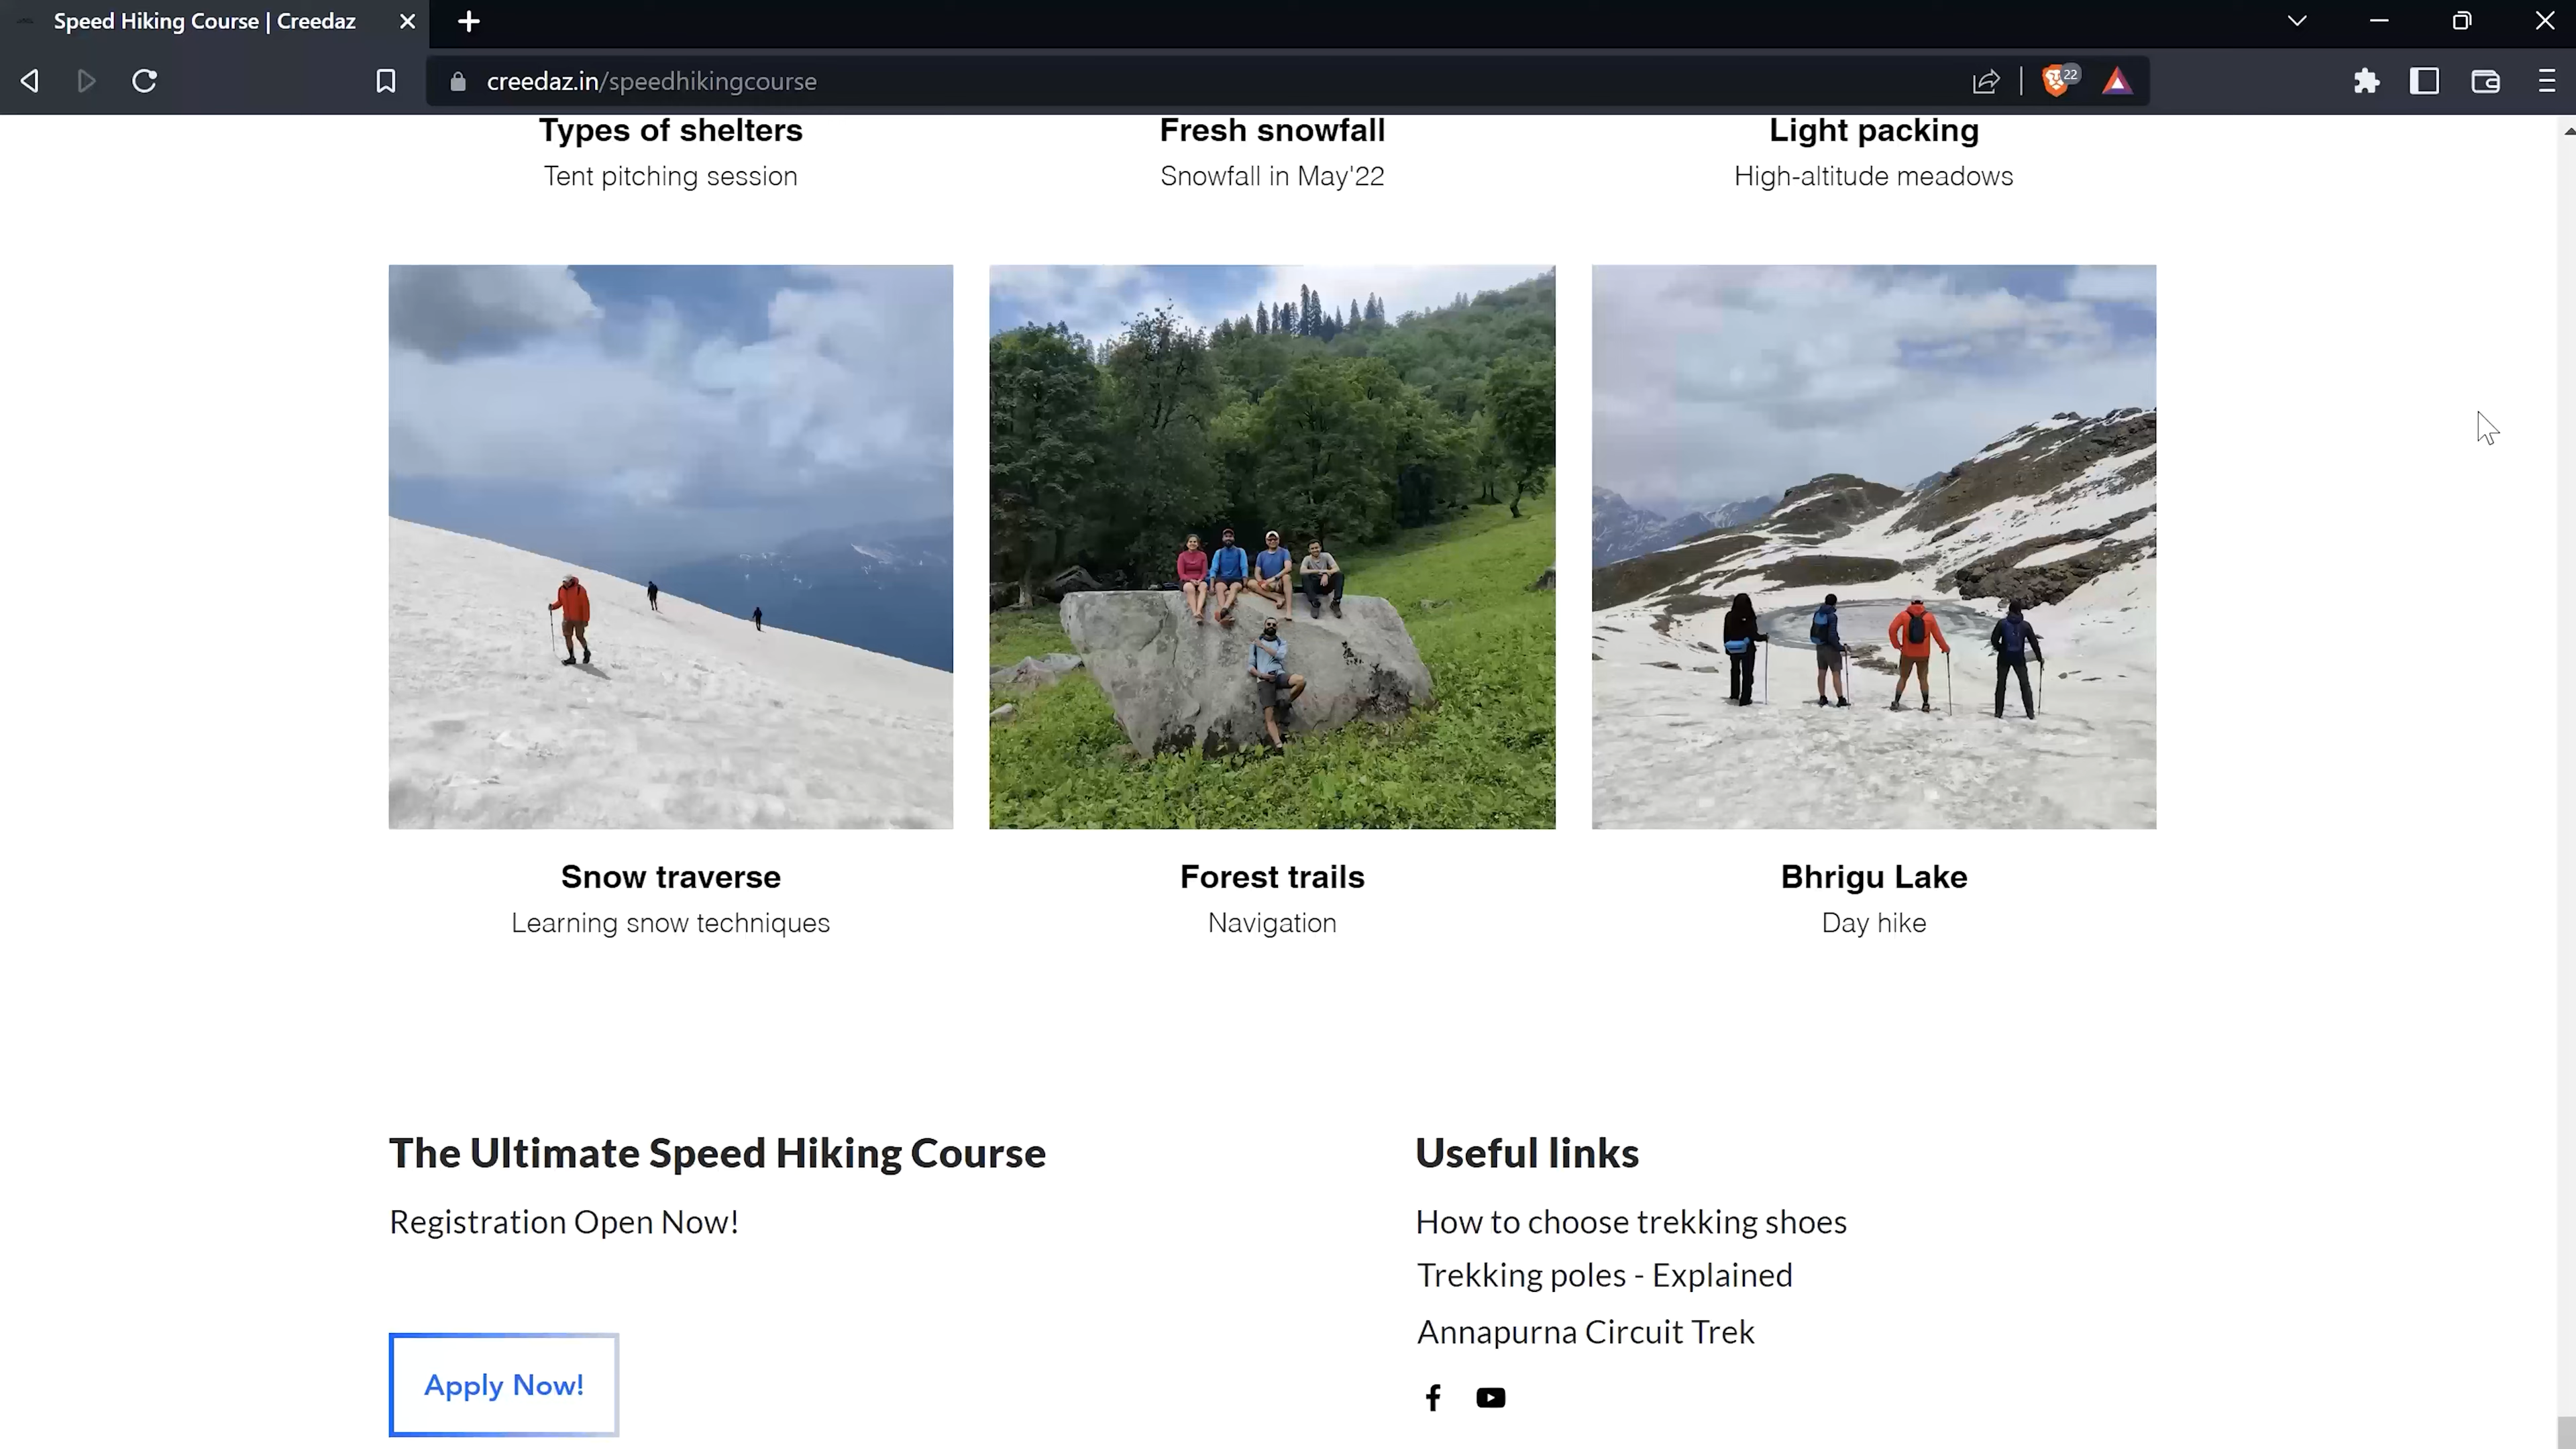 Speed Hiking Course | Creedaz
creedaz.in/speedhikingcourse
22
Types of shelters
Tent pitching session
Fresh snowfall
Snowfall in May'22
Light packing
High-altitude meadows
Snow traverse
Learning snow techniques
Forest trails
Navigation
Bhrigu Lake
Day hike
The Ultimate Speed Hiking Course
Registration Open Now!
Apply Now!
Useful links
How to choose trekking shoes
Trekking poles - Explained
Annapurna Circuit Trek